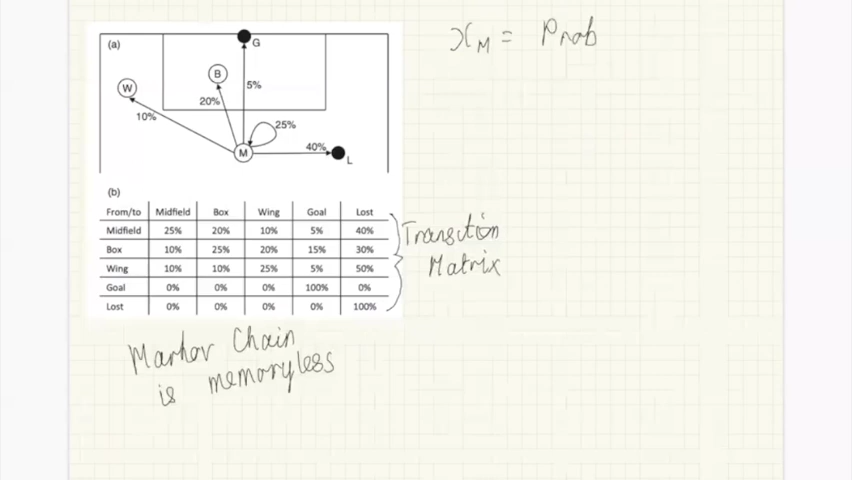 (a)
G
x_M = Prob
B
W
5%
20%
10%
25%
40%
M
L
(b)
From/to Midfield Box Wing Goal Lost
Midfield 25% 20% 10% 5% 40%
Box 10% 25% 20% 15% 30%
Wing 10% 10% 25% 5% 50%
Goal 0% 0% 0% 100% 0%
Lost 0% 0% 0% 0% 100%
Transition
Matrix
Markov Chain
is memoryless